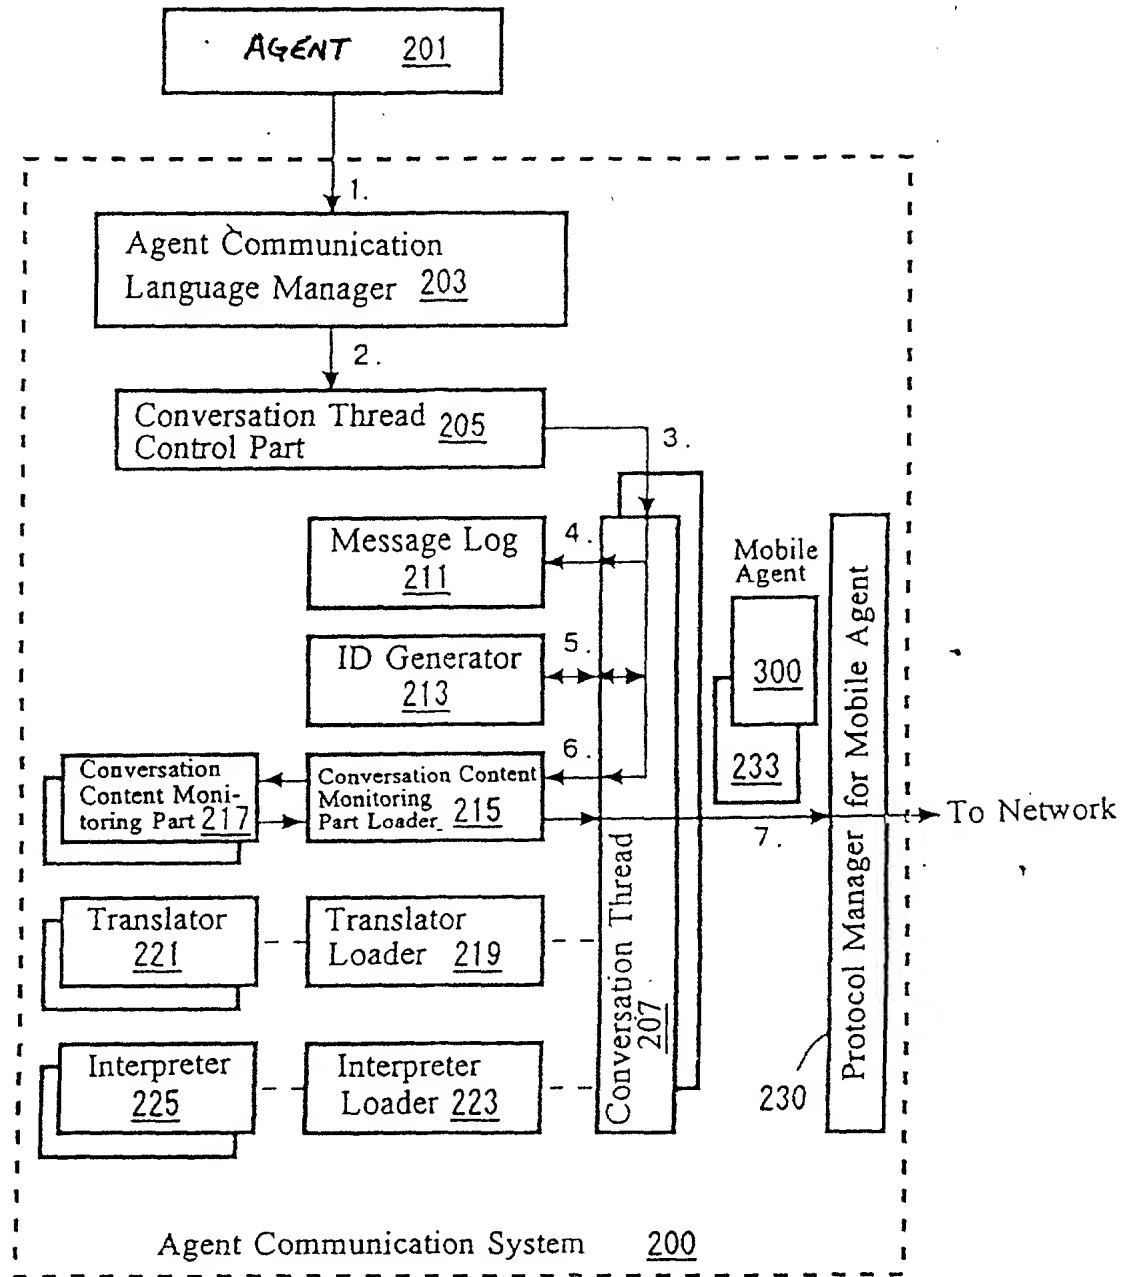 AGENT 201
1.
Agent Communication
Language Manager 203
2.
Conversation Thread
Control Part 205
3.
Message Log
211
4.
ID Generator
213
5.
6.
Conversation
Content Moni-
toring Part 217
Conversation Content
Monitoring
Part Loader 215
Translator
221
Translator
Loader 219
Interpreter
225
Interpreter
Loader 223
Conversation Thread
207
Mobile
Agent
300
233
7.
Protocol Manager for Mobile Agent
230
To Network
Agent Communication System 200